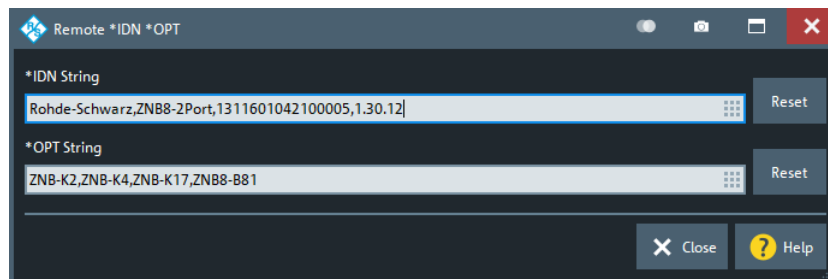 Remote *IDN *OPT
*IDN String
Rohde-Schwarz,ZNB8-2Port,1311601042100005,1.30.12
Reset
*OPT String
ZNB-K2,ZNB-K4,ZNB-K17,ZNB8-B81
Reset
Close
? Help